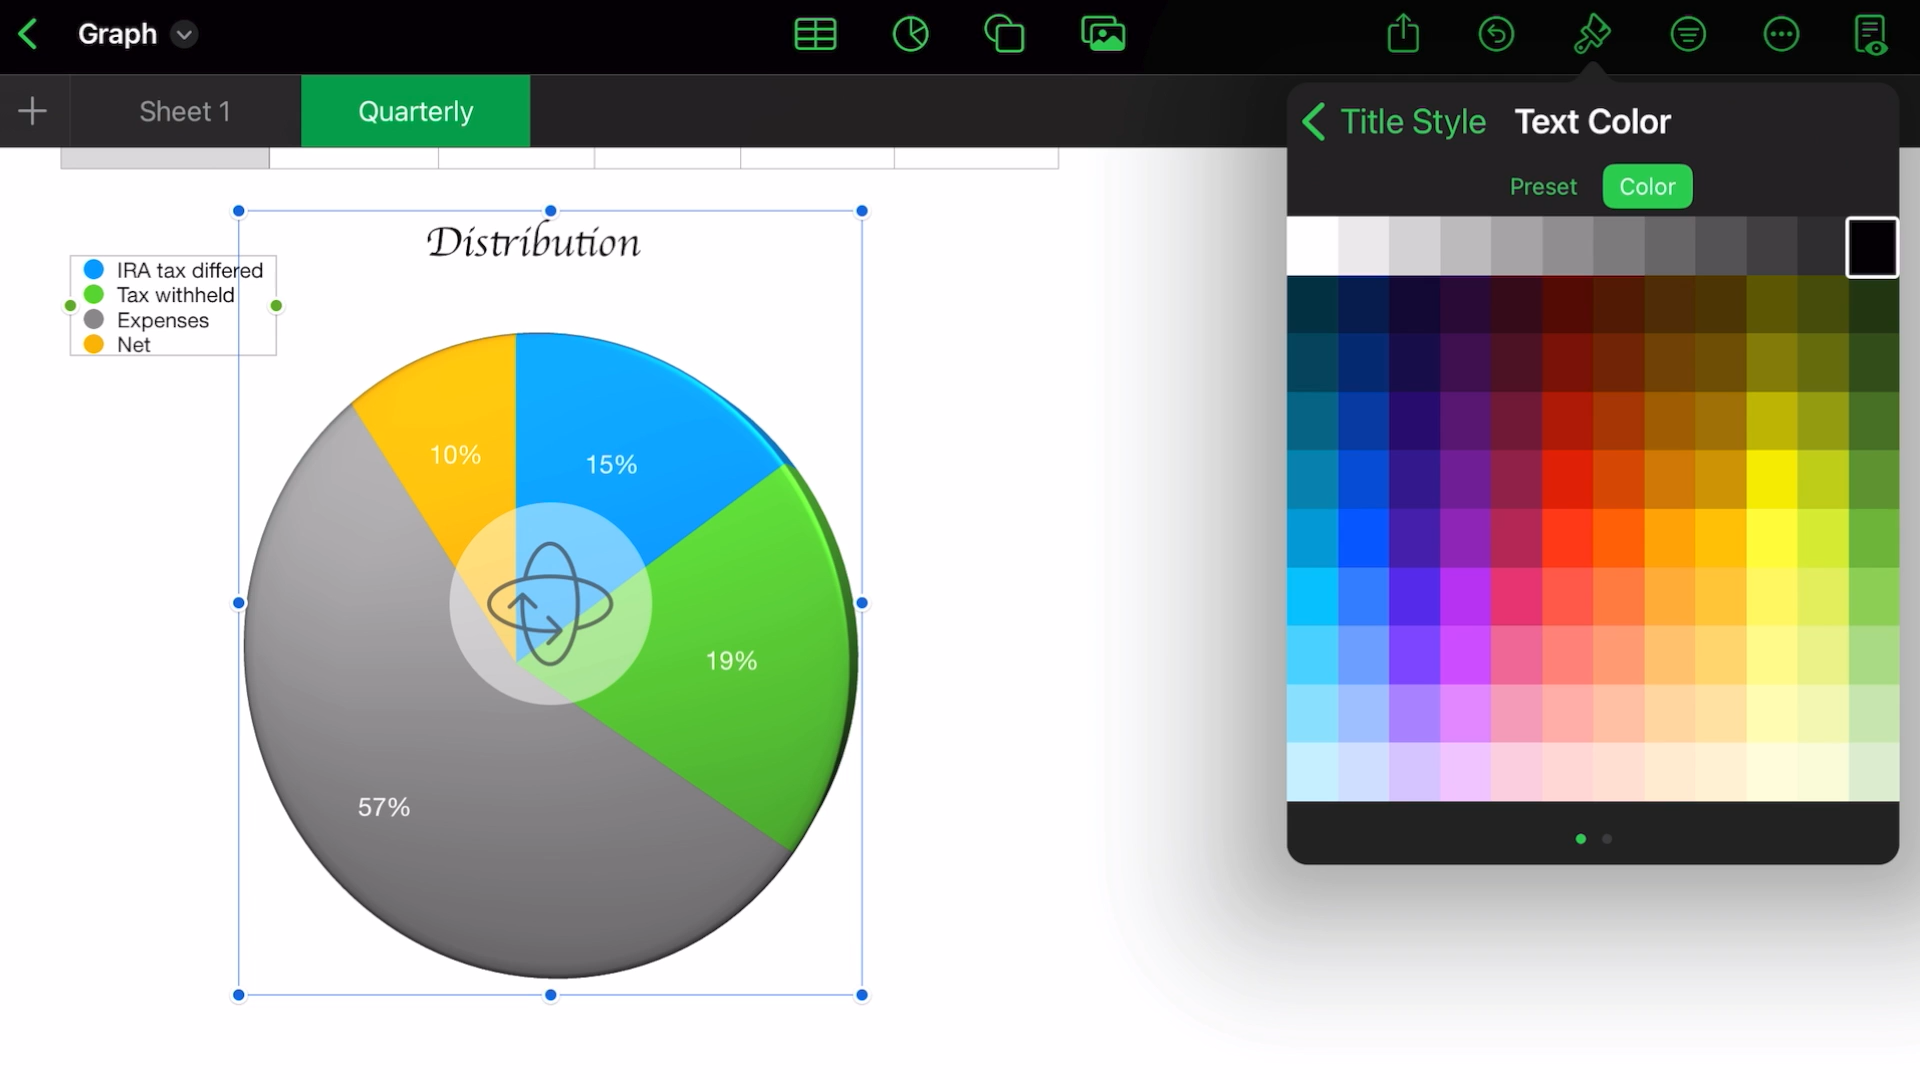 Graph
Sheet 1
Quarterly
Title Style
Text Color
Preset
Color
Distribution
IRA tax differed
Tax withheld
Expenses
Net
10%
15%
19%
57%